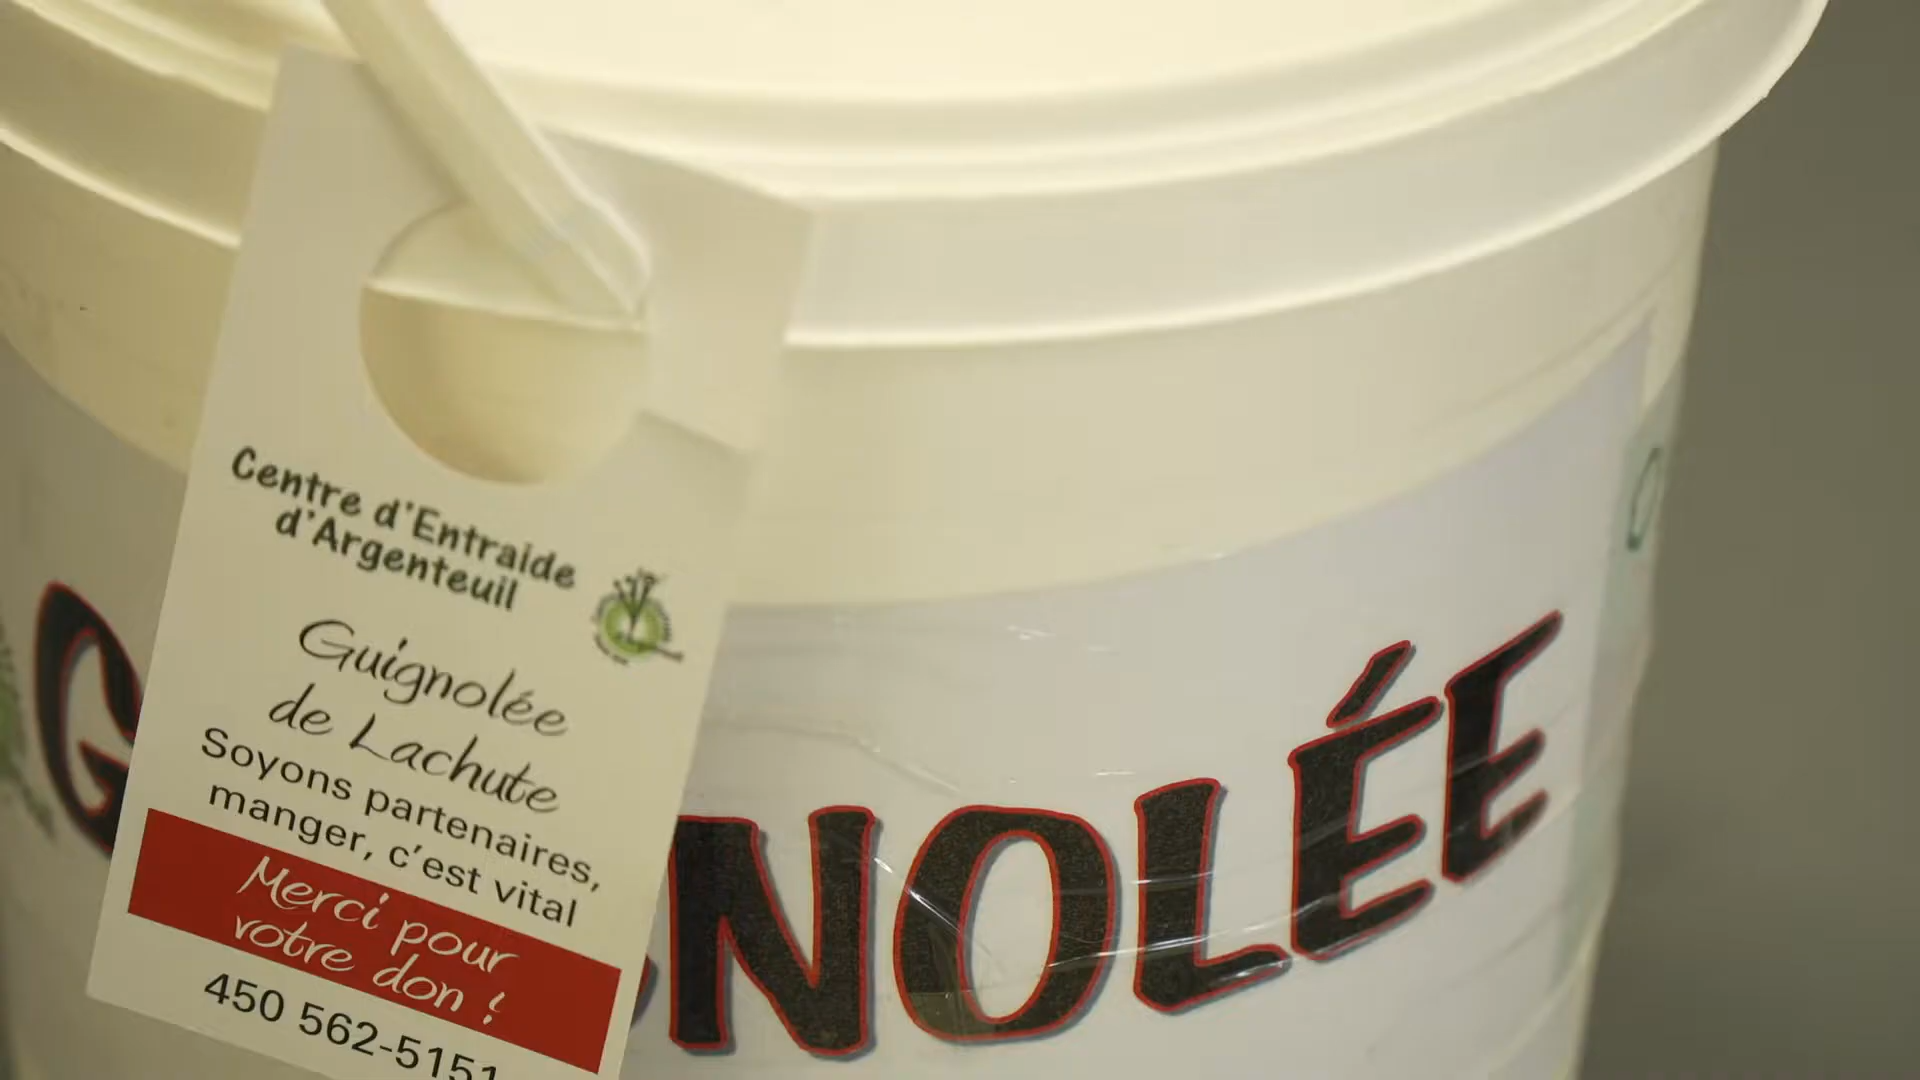 Centre d'Entraide
d'Argenteuil
Guignolée
de Lachute
Soyons partenaires,
manger, c'est vital
Merci pour
votre don !
450 562-5151
G NOLÉE